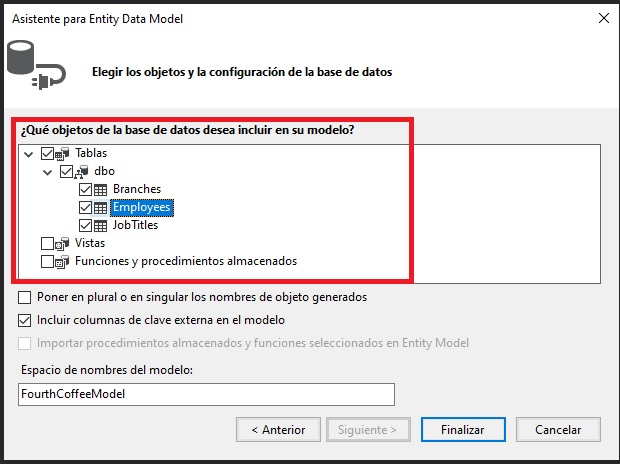 Asistente para Entity Data Model
Elegir los objetos y la configuración de la base de datos
¿Qué objetos de la base de datos desea incluir en su modelo?
Tablas
dbo
Branches
Employees
JobTitles
Vistas
Funciones y procedimientos almacenados
Poner en plural o en singular los nombres de objeto generados
Incluir columnas de clave externa en el modelo
Importar procedimientos almacenados y funciones seleccionados en Entity Model
Espacio de nombres del modelo:
FourthCoffeeModel
< Anterior Siguiente > Finalizar Cancelar